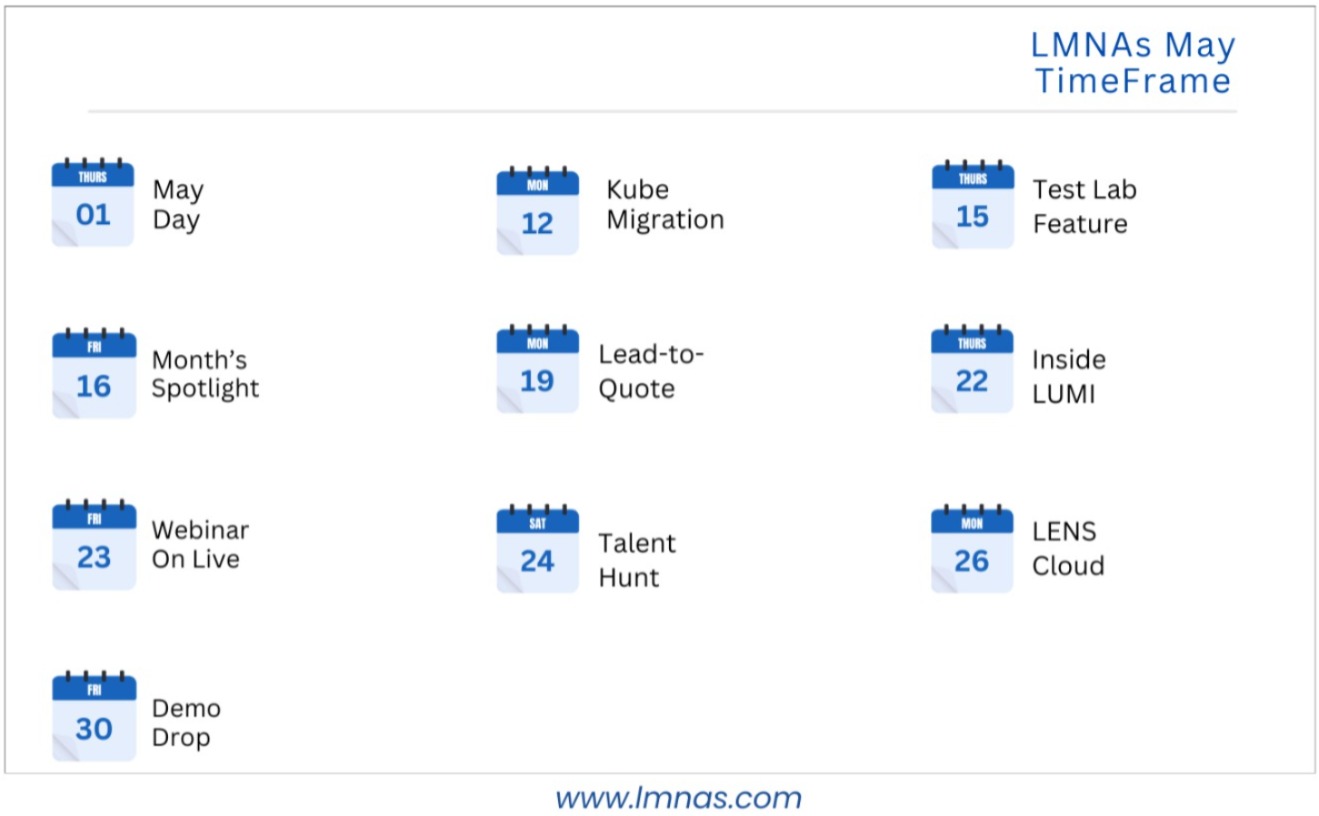 LMNAs May
TimeFrame
THURS
01
May
Day
MON
12
Kube
Migration
THURS
15
Test Lab
Feature
FRI
16
Month’s
Spotlight
MON
19
Lead-to-
Quote
THURS
22
Inside
LUMI
FRI
23
Webinar
On Live
SAT
24
Talent
Hunt
MON
26
LENS
Cloud
FRI
30
Demo
Drop
www.lmnas.com